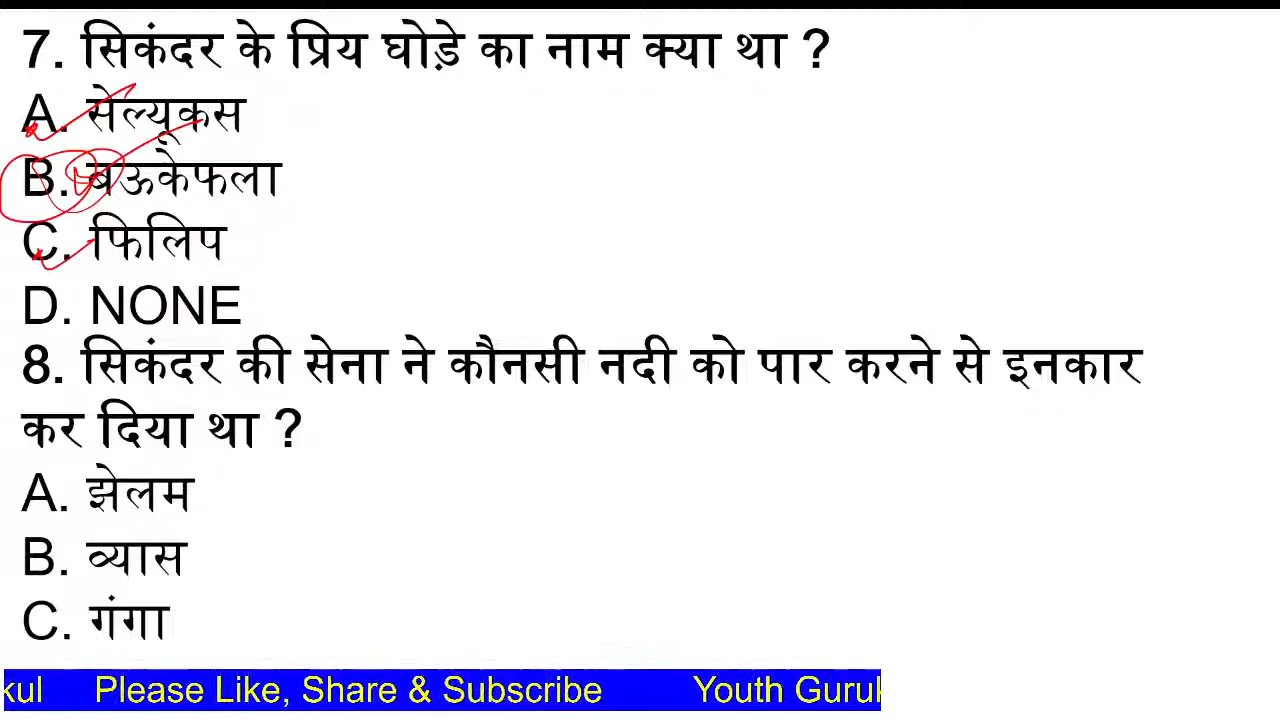 7. सिकंदर के प्रिय घोड़े का नाम क्या था ?
A. सेल्यूकस
B. बऊकेफला
C. फिलिप
D. NONE
8. सिकंदर की सेना ने कौनसी नदी को पार करने से इनकार
कर दिया था ?
A. झेलम
B. व्यास
C. गंगा
kul Please Like, Share & Subscribe Youth Guruk